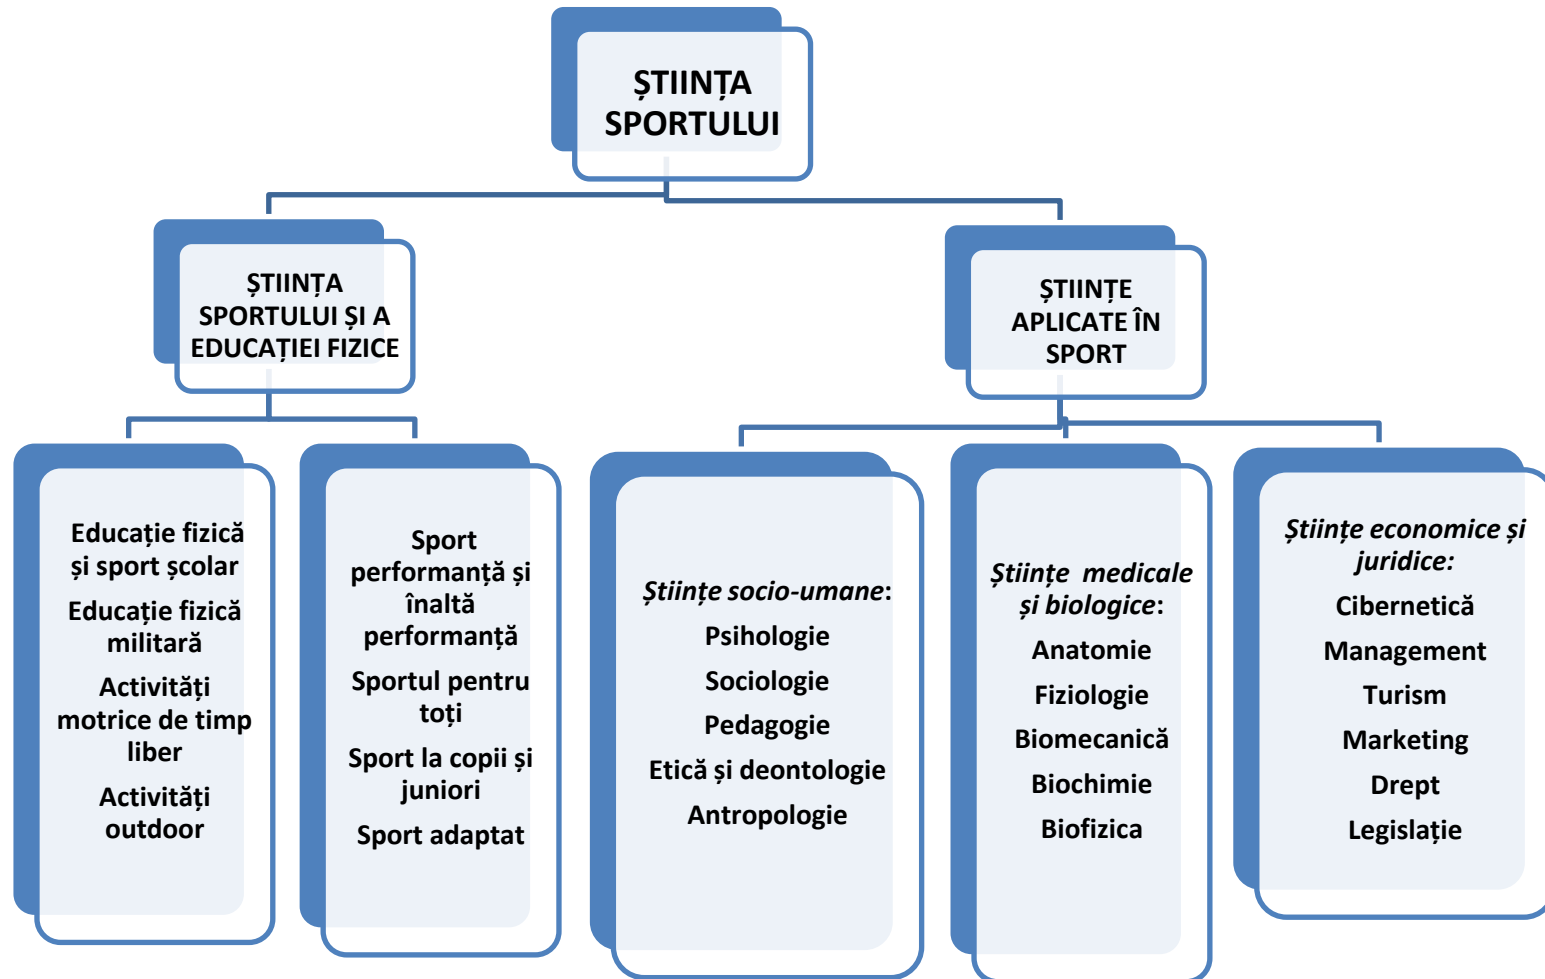 ȘTIINȚA
SPORTULUI
ȘTIINȚA
SPORTULUI ȘI A
EDUCAȚIEI FIZICE
ȘTIINȚE
APLICATE ÎN
SPORT
Educație fizică
și sport școlar
Educație fizică
militară
Activități
motrice de timp
liber
Activități
outdoor
Sport
performanță și
înaltă
performanță
Sportul pentru
toți
Sport la copii și
juniori
Sport adaptat
Științe socio-umane:
Psihologie
Sociologie
Pedagogie
Etică și deontologie
Antropologie
Științe medicale
și biologice:
Anatomie
Fiziologie
Biomecanică
Biochimie
Biofizica
Științe economice și
juridice:
Cibernetică
Management
Turism
Marketing
Drept
Legislație